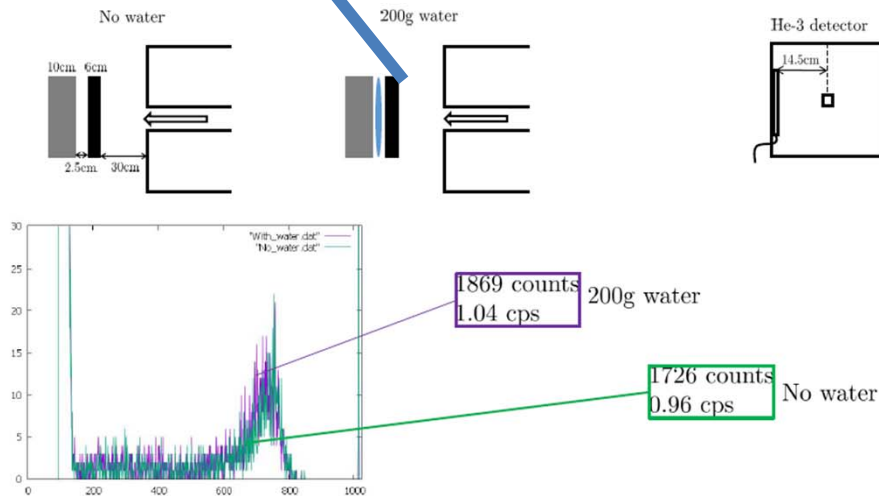 No water
200g water
He-3 detector
10cm 6cm
14.5cm
2.5cm 30cm
"With_water.dat"
"No_water.dat"
30
25
20
15
10
5
0
0 200 400 600 800 1000
1869 counts
1.04 cps
200g water
1726 counts
0.96 cps
No water